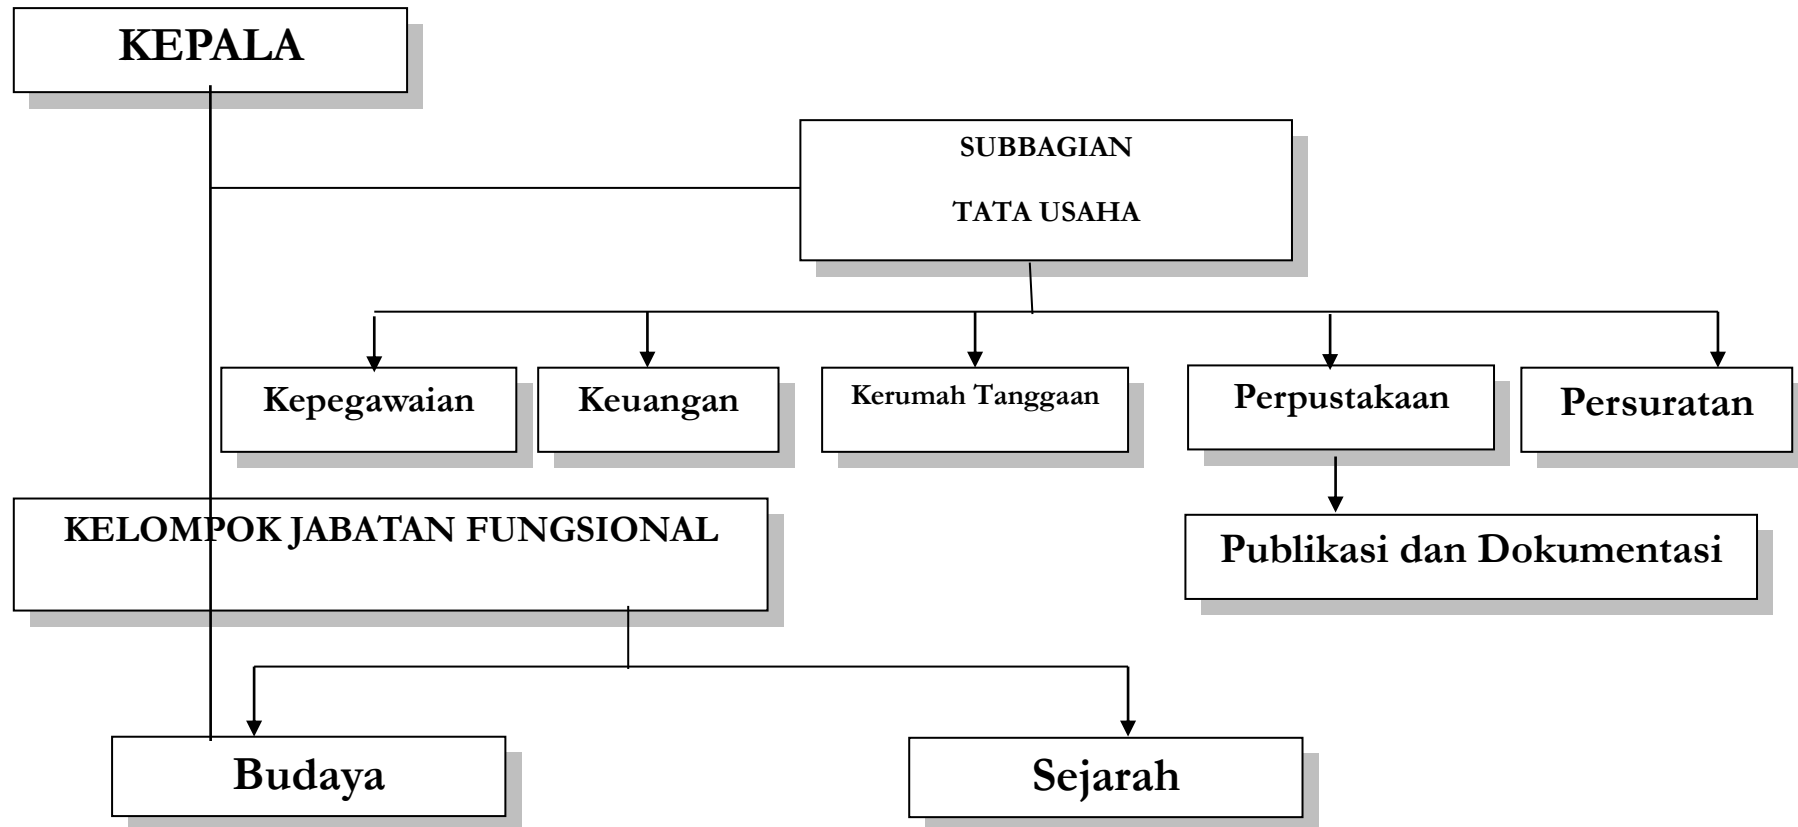 KEPALA
SUBBAGIAN
TATA USAHA
Kepegawaian
Keuangan
Kerumah Tanggaan
Perpustakaan
Persuratan
KELOMPOK JABATAN FUNGSIONAL
Publikasi dan Dokumentasi
Budaya
Sejarah